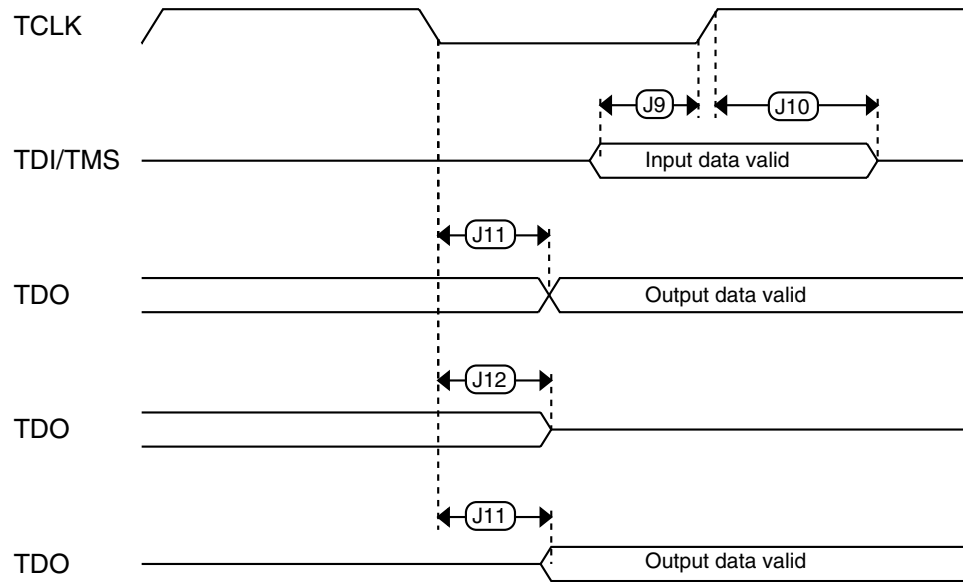 TCLK
J9
J10
TDI/TMS
Input data valid
J11
TDO
Output data valid
J12
TDO
J11
TDO
Output data valid